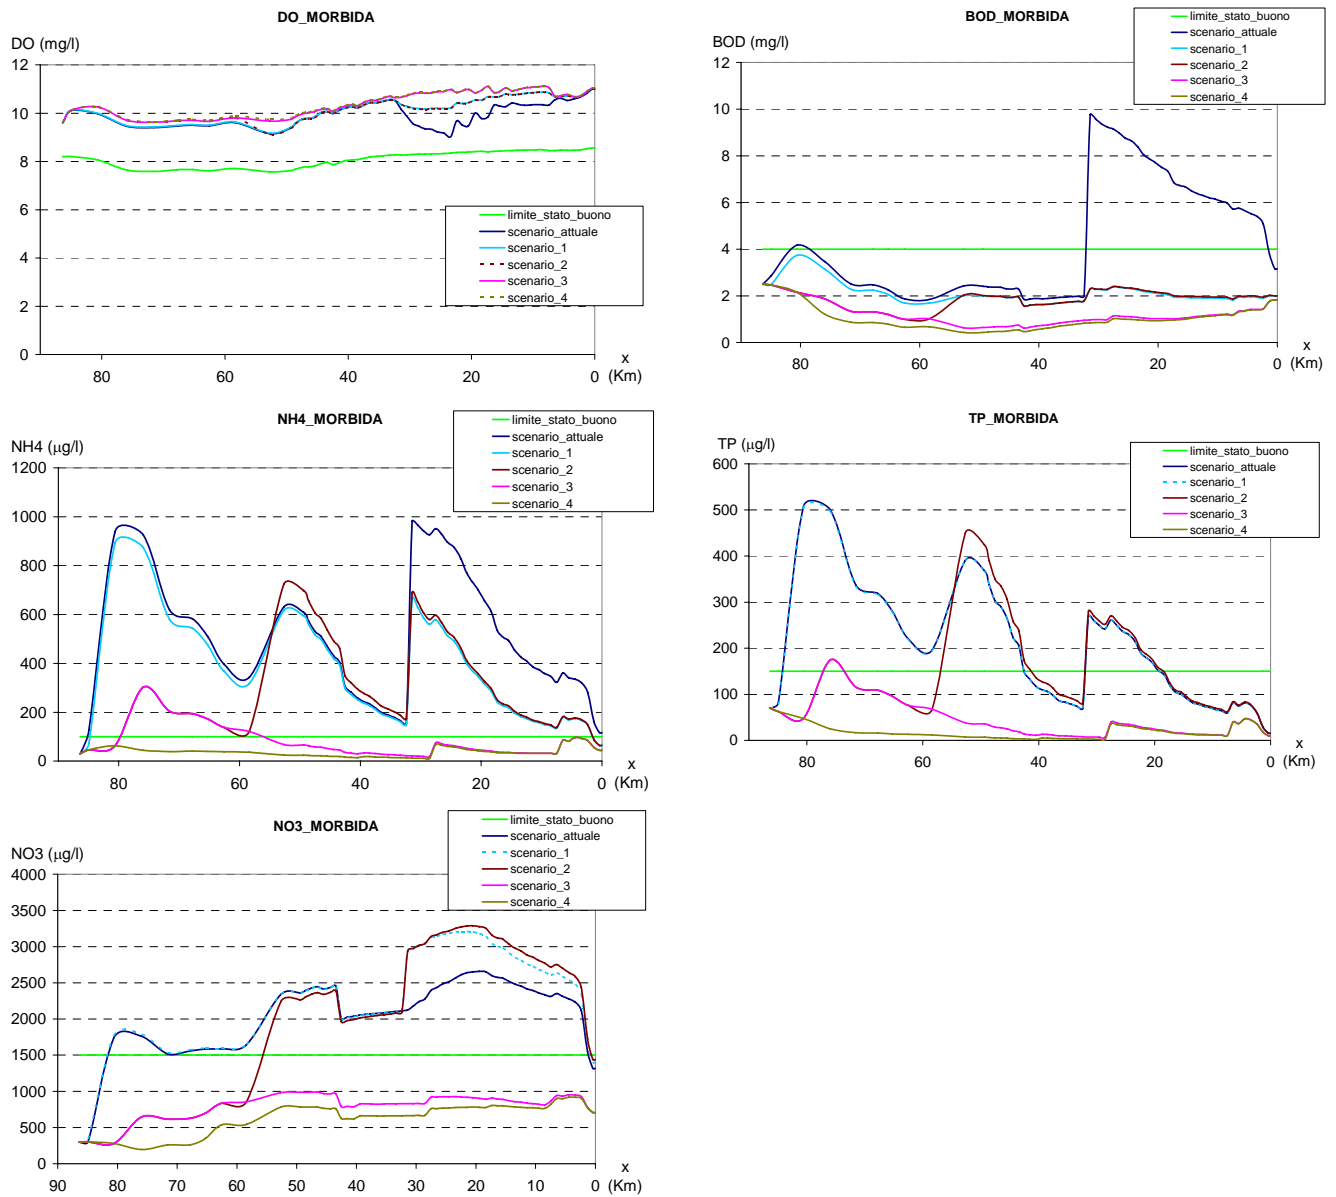 DO_MORBIDA
DO (mg/l)
12
10
8
6
4
2
0
80
60
40
20
0
x
(Km)
limite_stato_buono
scenario_attuale
scenario_1
scenario_2
scenario_3
scenario_4
BOD_MORBIDA
BOD (mg/l)
12
10
8
6
4
2
0
80
60
40
20
0
x
(Km)
limite_stato_buono
scenario_attuale
scenario_1
scenario_2
scenario_3
scenario_4
NH4_MORBIDA
NH4 (µg/l)
1200
1000
800
600
400
200
0
80
60
40
20
0
x
(Km)
limite_stato_buono
scenario_attuale
scenario_1
scenario_2
scenario_3
scenario_4
TP_MORBIDA
TP (µg/l)
600
500
400
300
200
100
0
80
60
40
20
0
x
(Km)
limite_stato_buono
scenario_attuale
scenario_1
scenario_2
scenario_3
scenario_4
NO3_MORBIDA
NO3 (µg/l)
4000
3500
3000
2500
2000
1500
1000
500
0
90
80
70
60
50
40
30
20
10
0
x
(Km)
limite_stato_buono
scenario_attuale
scenario_1
scenario_2
scenario_3
scenario_4